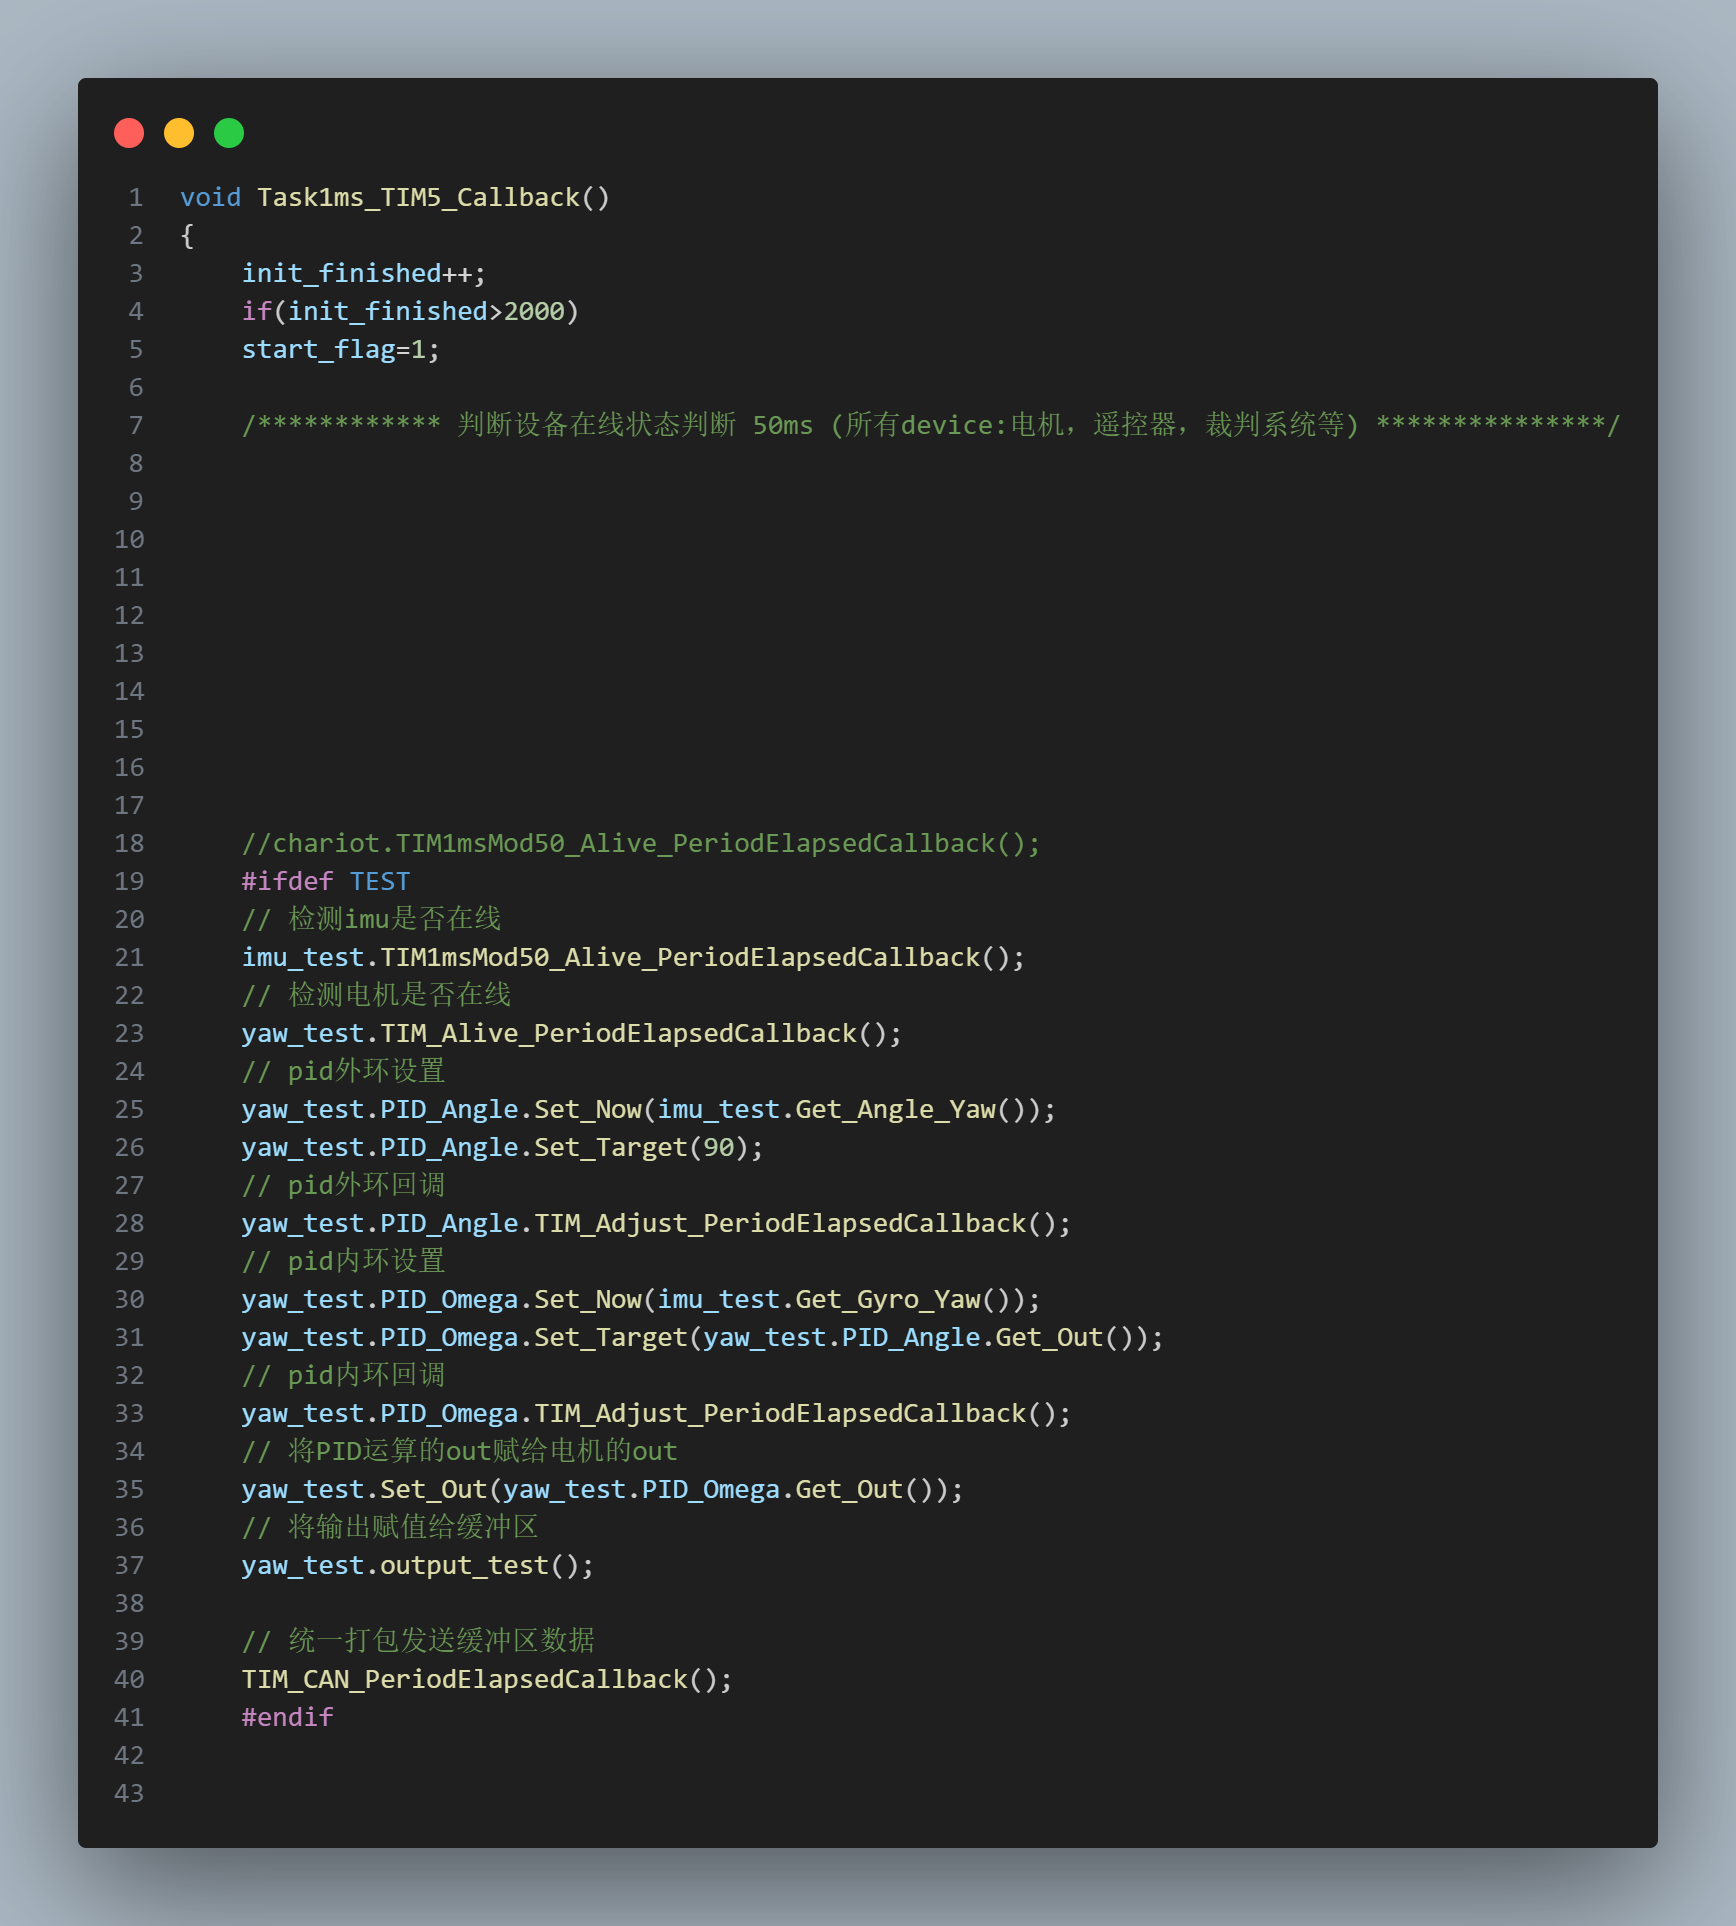 1 void Task1ms_TIM5_Callback()
2 {
3     init_finished++;
4     if(init_finished>2000)
5     start_flag=1;
6
7     /************ 判断设备在线状态判断 50ms (所有device:电机，遥控器，裁判系统等) ***************/
8
9
10
11
12
13
14
15
16
17
18     //chariot.TIM1msMod50_Alive_PeriodElapsedCallback();
19     #ifdef TEST
20     // 检测imu是否在线
21     imu_test.TIM1msMod50_Alive_PeriodElapsedCallback();
22     // 检测电机是否在线
23     yaw_test.TIM_Alive_PeriodElapsedCallback();
24     // pid外环设置
25     yaw_test.PID_Angle.Set_Now(imu_test.Get_Angle_Yaw());
26     yaw_test.PID_Angle.Set_Target(90);
27     // pid外环回调
28     yaw_test.PID_Angle.TIM_Adjust_PeriodElapsedCallback();
29     // pid内环设置
30     yaw_test.PID_Omega.Set_Now(imu_test.Get_Gyro_Yaw());
31     yaw_test.PID_Omega.Set_Target(yaw_test.PID_Angle.Get_Out());
32     // pid内环回调
33     yaw_test.PID_Omega.TIM_Adjust_PeriodElapsedCallback();
34     // 将PID运算的out赋给电机的out
35     yaw_test.Set_Out(yaw_test.PID_Omega.Get_Out());
36     // 将输出赋值给缓冲区
37     yaw_test.output_test();
38
39     // 统一打包发送缓冲区数据
40     TIM_CAN_PeriodElapsedCallback();
41     #endif
42
43